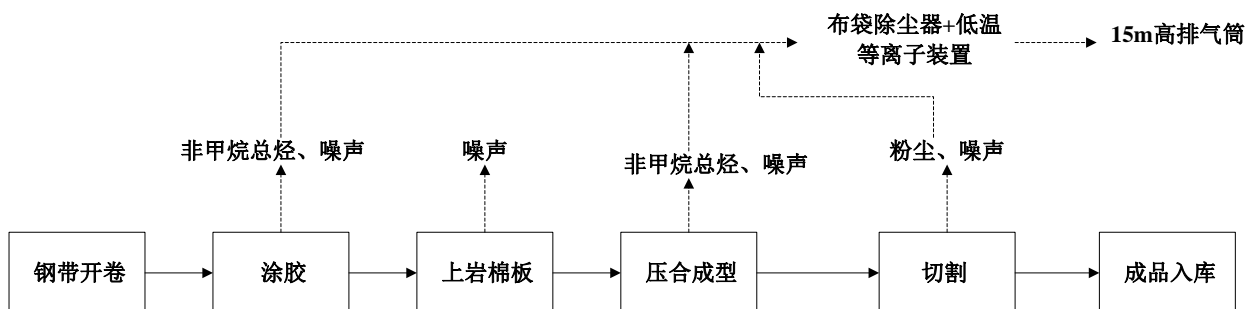 布袋除尘器+低温
等离子装置
15m高排气筒
非甲烷总烃、噪声
噪声
非甲烷总烃、噪声
粉尘、噪声
钢带开卷
涂胶
上岩棉板
压合成型
切割
成品入库